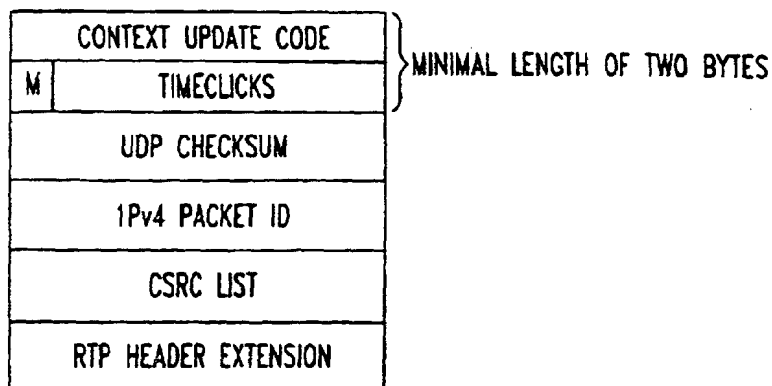 CONTEXT UPDATE CODE
M TIMECLICKS
MINIMAL LENGTH OF TWO BYTES
UDP CHECKSUM
1Pv4 PACKET ID
CSRC LIST
RTP HEADER EXTENSION